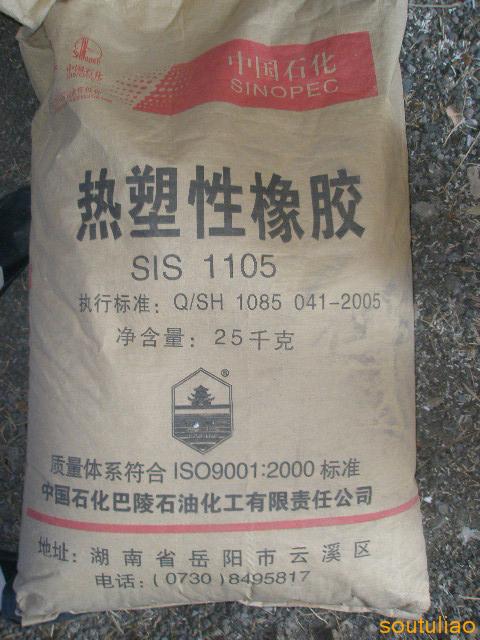 中国石化
SINOPEC
热塑性橡胶
SIS 1105
执行标准: Q/SH 1085 041-2005
净含量: 25千克
®
质量体系符合 ISO9001:2000 标准
中国石化巴陵石油化工有限责任公司
地址: 湖南省岳阳市云溪区
电话: (0730) 8495817
soutuliao